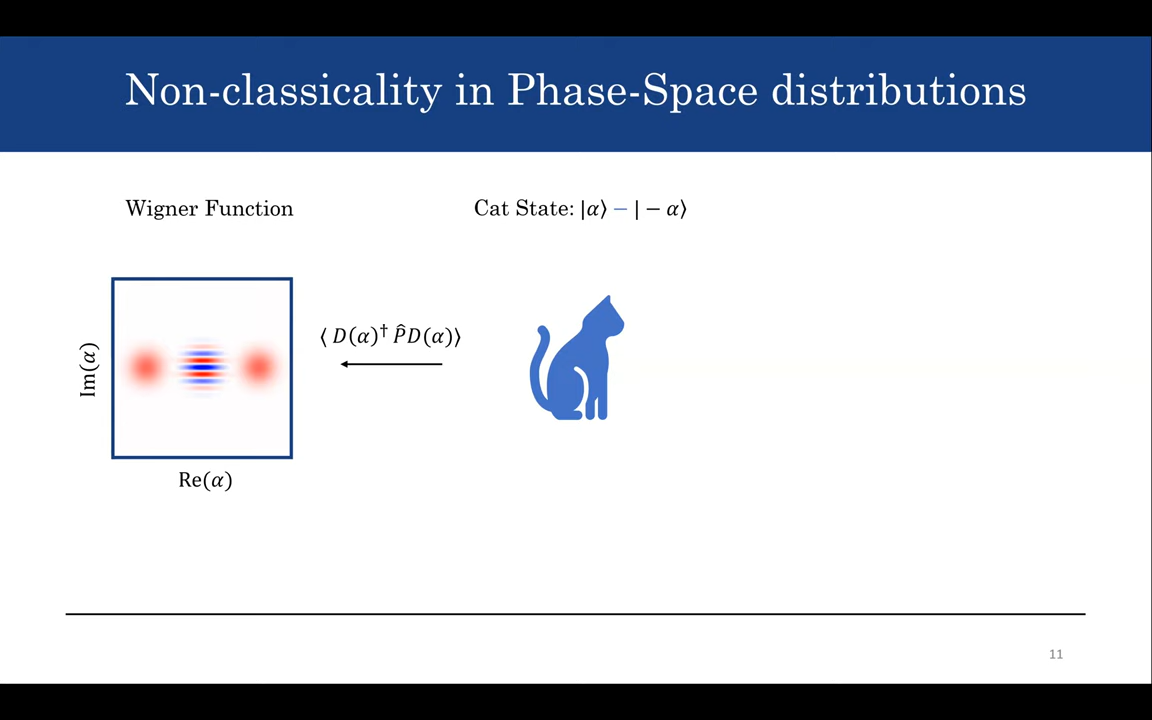 Non-classicality in Phase-Space distributions
Wigner Function
Cat State: |α⟩ − | − α⟩
⟨ D(α)† P̂D(α)⟩
Im(α)
Re(α)
11